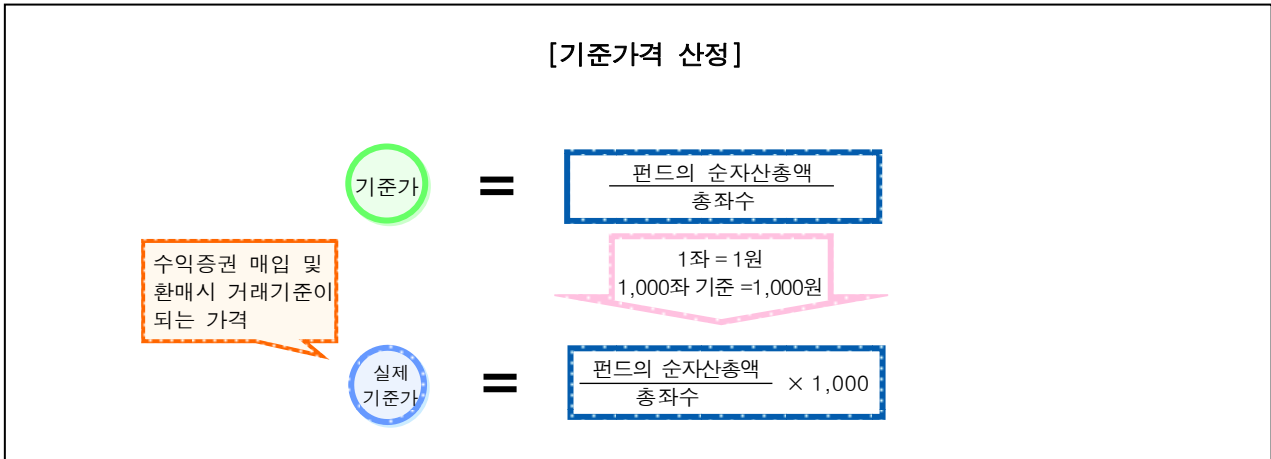 [기준가격 산정]
기준가
=
펀드의 순자산총액
총좌수
1좌 = 1원
1,000좌 기준 =1,000원
수익증권 매입 및
환매시 거래기준이
되는 가격
실제
기준가
=
펀드의 순자산총액
총좌수
× 1,000